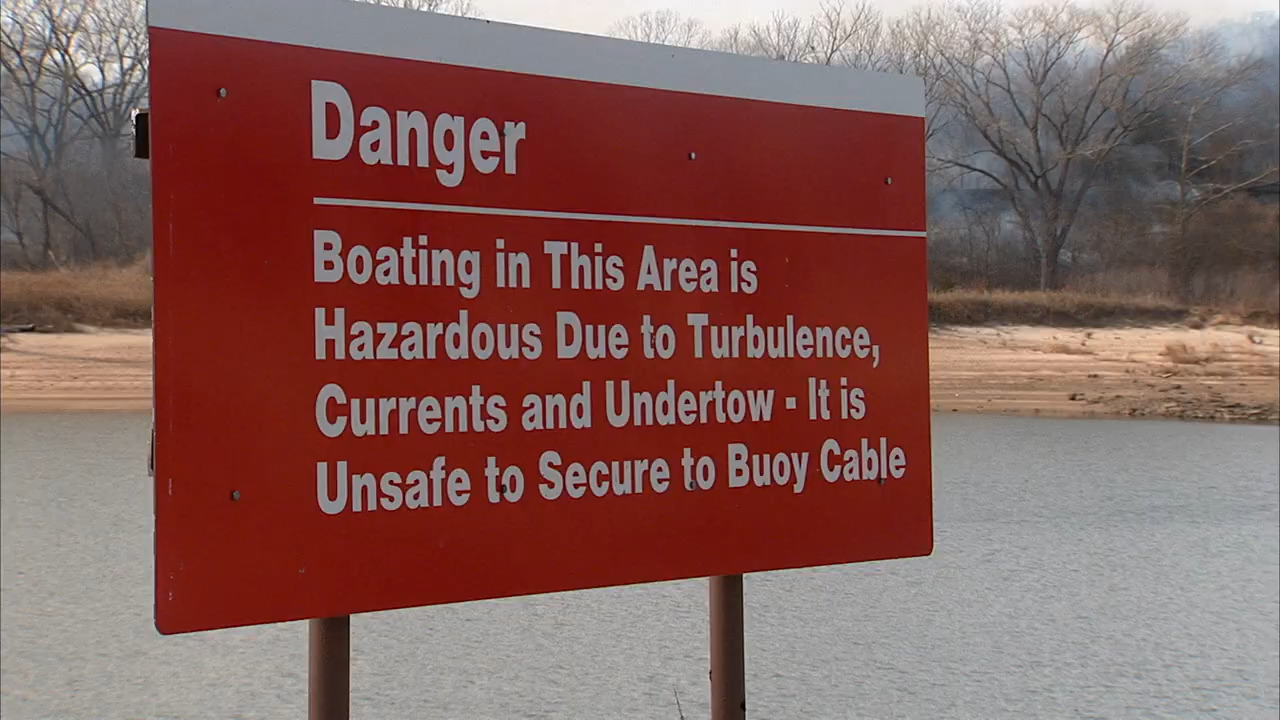 Danger
Boating in This Area is
Hazardous Due to Turbulence,
Currents and Undertow - It is
Unsafe to Secure to Buoy Cable